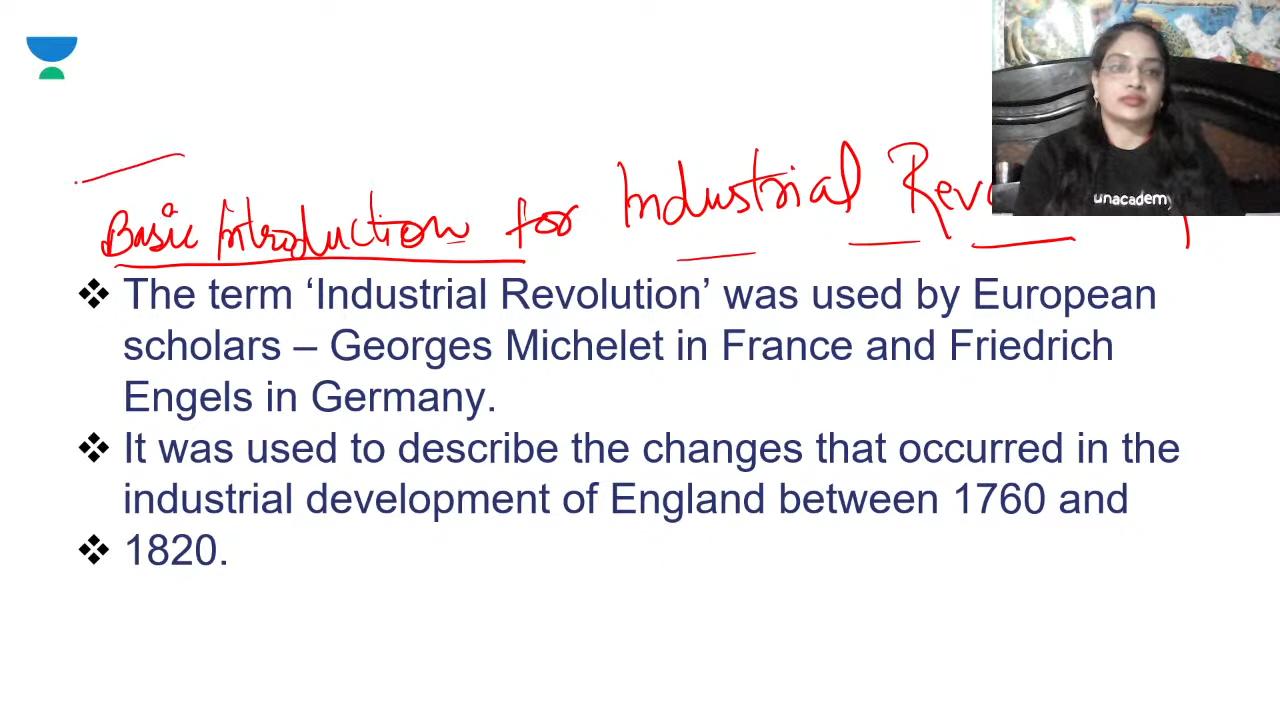 unacademy
Basic Introduction for Industrial
❖ The term ‘Industrial Revolution’ was used by European
scholars – Georges Michelet in France and Friedrich
Engels in Germany.
❖ It was used to describe the changes that occurred in the
industrial development of England between 1760 and
❖ 1820.